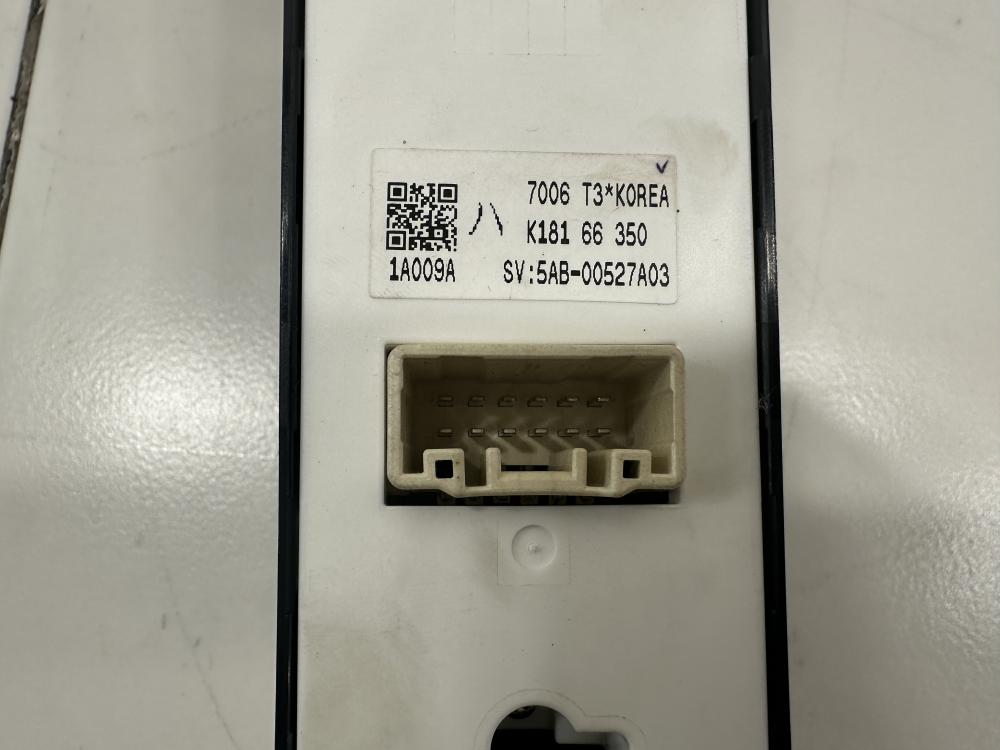 7006 T3*KOREA
K181 66 350
1A009A SV:5AB-00527A03